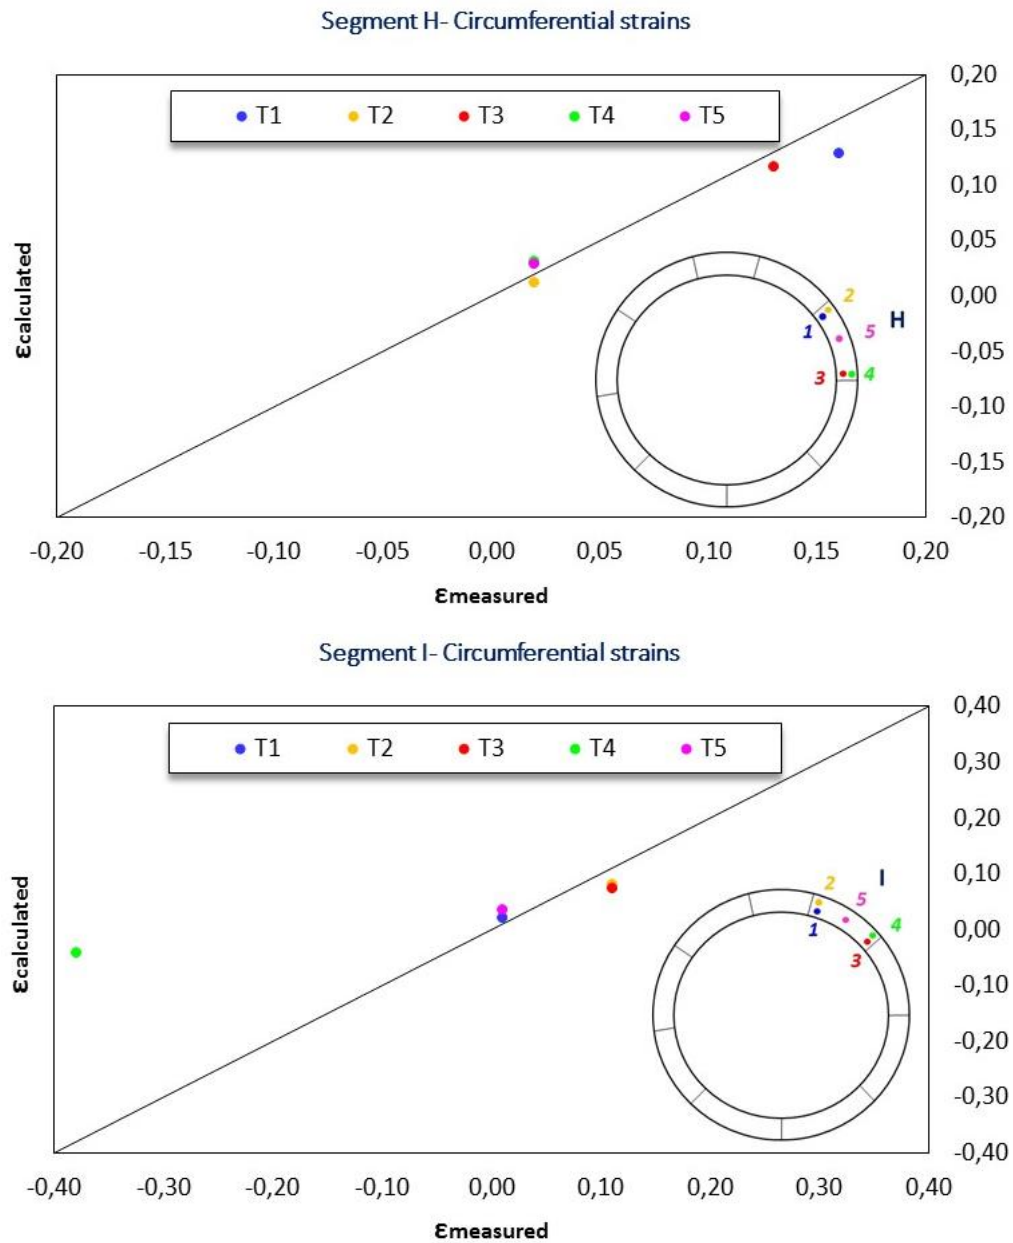 Segment H- Circumferential strains
0,20
T1 T2 T3 T4 T5
0,15
0,10
0,05
0,00
-0,05
-0,10
-0,15
-0,20
εcalculated
2
H
1
5
3
4
-0,20 -0,15 -0,10 -0,05 0,00 0,05 0,10 0,15 0,20
εmeasured
Segment I- Circumferential strains
0,40
T1 T2 T3 T4 T5
0,30
0,20
0,10
0,00
-0,10
-0,20
-0,30
-0,40
εcalculated
I
2
5
1
4
3
-0,40 -0,30 -0,20 -0,10 0,00 0,10 0,20 0,30 0,40
εmeasured